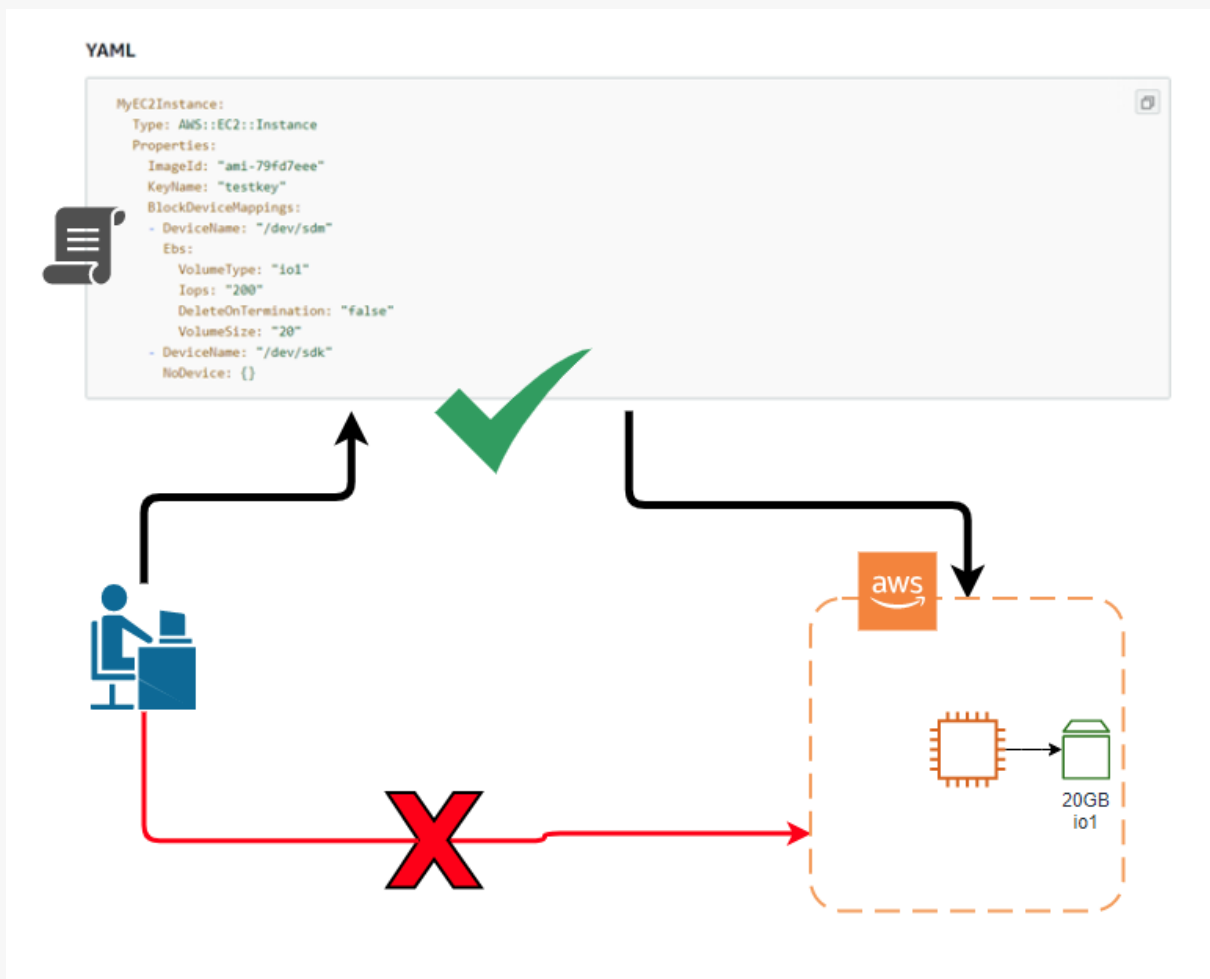 YAML
MyEC2Instance:
Type: AWS::EC2::Instance
Properties:
ImageId: "ami-79fd7eee"
KeyName: "testkey"
BlockDeviceMappings:
- DeviceName: "/dev/sdm"
Ebs:
VolumeType: "io1"
Iops: "200"
DeleteOnTermination: "false"
VolumeSize: "20"
- DeviceName: "/dev/sdk"
NoDevice: {}
aws
20GB
io1